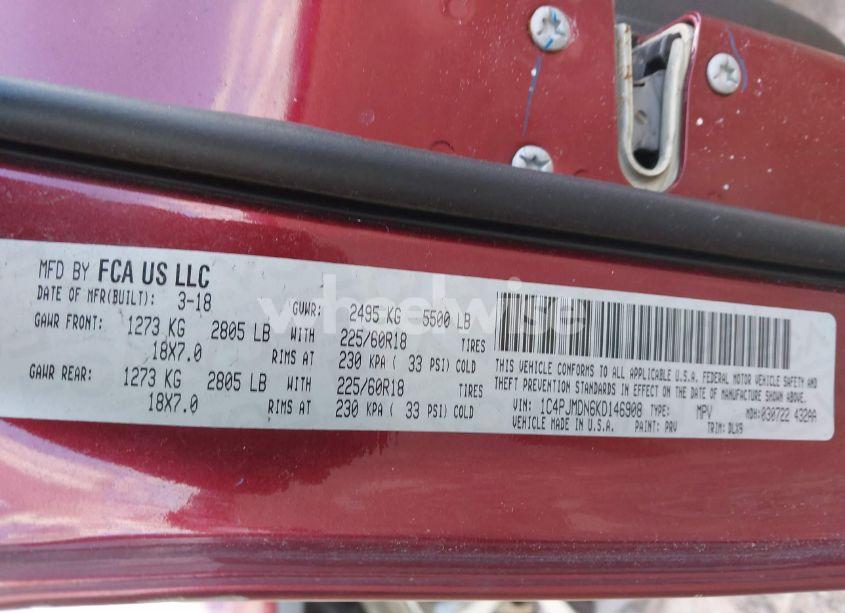 MFD BY FCA US LLC
DATE OF MFR(BUILT): 3-18 GVWR: 2495 KG 5500 LB
GAWR FRONT: 1273 KG 2805 LB WITH 225/60R18 TIRES
18X7.0 RIMS AT 230 KPA ( 33 PSI) COLD
GAWR REAR: 1273 KG 2805 LB WITH 225/60R18 TIRES
18X7.0 RIMS AT 230 KPA ( 33 PSI) COLD
THIS VEHICLE CONFORMS TO ALL APPLICABLE U.S.A. FEDERAL MOTOR VEHICLE SAFETY AND
THEFT PREVENTION STANDARDS IN EFFECT ON THE DATE OF MANUFACTURE SHOWN ABOVE.
VIN: 1C4PJMDN6KD146908 TYPE: MPV MDH: 030722 432AA
VEHICLE MADE IN U.S.A. PAINT: PRV TRIM: DLX9
wheelwise